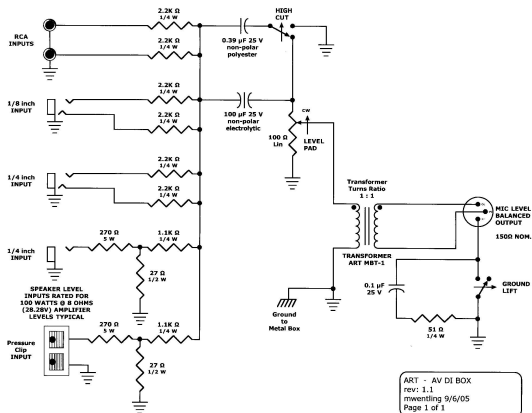 RCA
INPUTS
2.2K Ω
1/4 W
2.2K Ω
1/4 W
0.39 µF 25 V
non-polar
polyester
HIGH
CUT
1/8 inch
INPUT
2.2K Ω
1/4 W
2.2K Ω
1/4 W
100 µF 25 V
non-polar
electrolytic
CW
100 Ω
Lin
LEVEL
PAD
1/4 inch
INPUT
2.2K Ω
1/4 W
2.2K Ω
1/4 W
Transformer
Turns Ratio
1 : 1
TRANSFORMER
ART MBT-1
MIC LEVEL
BALANCED
OUTPUT
150Ω NOM.
1/4 inch
INPUT
270 Ω
5 W
1.1K Ω
1/4 W
27 Ω
1/2 W
SPEAKER LEVEL
INPUTS RATED FOR
100 WATTS @ 8 OHMS
(28.28V) AMPLIFIER
LEVELS TYPICAL
Pressure
Clip
INPUT
270 Ω
5 W
1.1K Ω
1/4 W
27 Ω
1/2 W
Ground
to
Metal Box
0.1 µF
25 V
GROUND
LIFT
51 Ω
1/4 W
ART - AV DI BOX
rev: 1.1
mwentling 9/6/05
Page 1 of 1